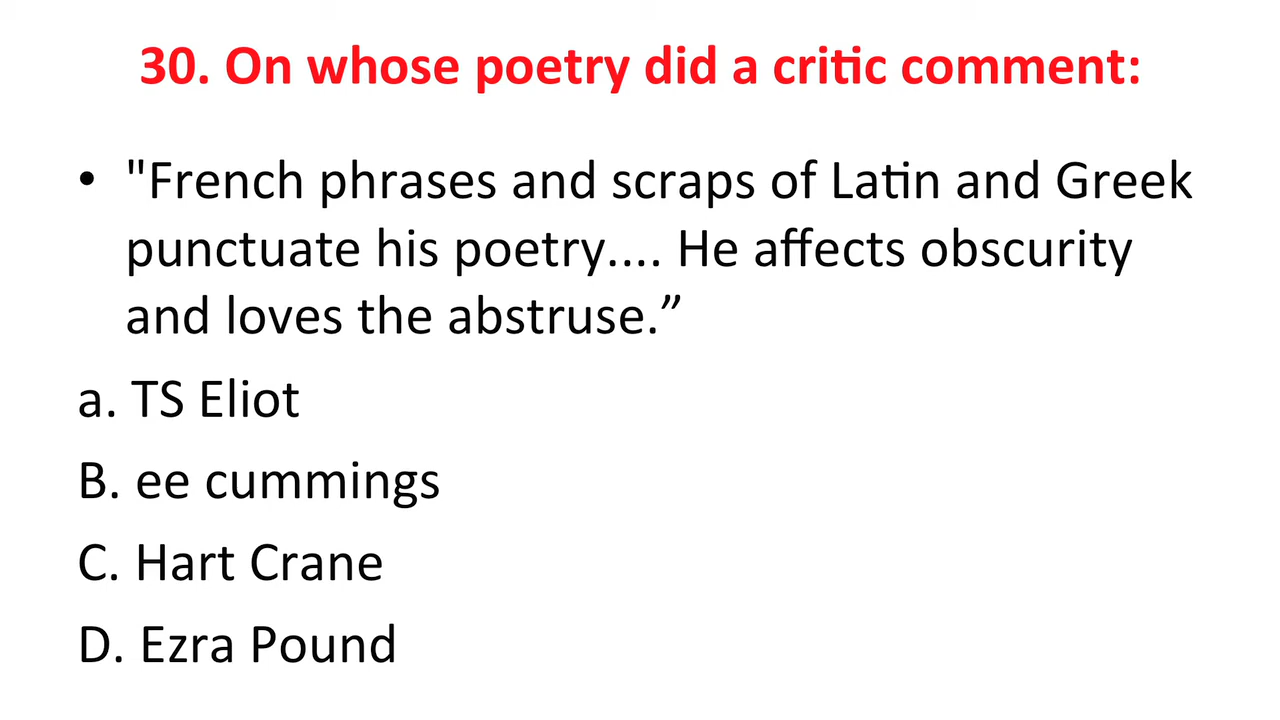 30. On whose poetry did a critic comment:
• "French phrases and scraps of Latin and Greek
punctuate his poetry.... He affects obscurity
and loves the abstruse.”
a. TS Eliot
B. ee cummings
C. Hart Crane
D. Ezra Pound